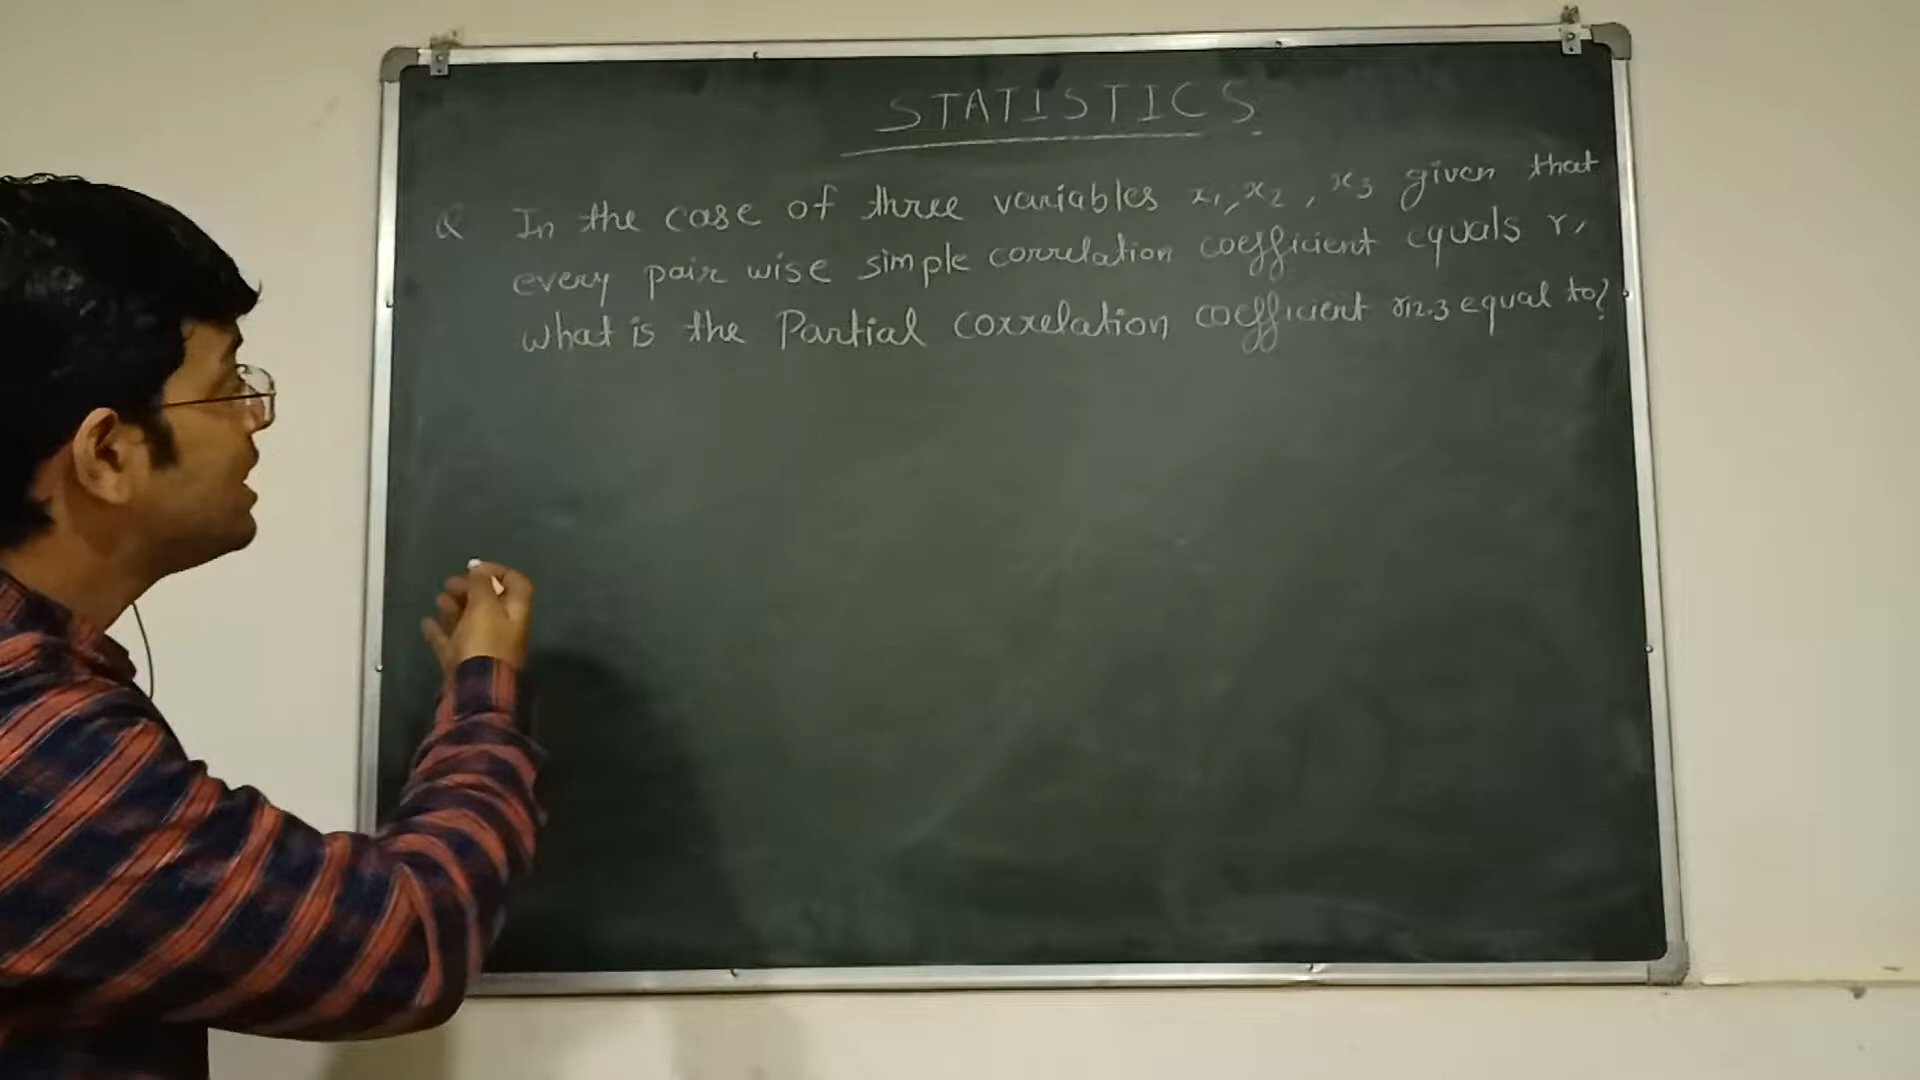 STATISTICS
Q In the case of three variables x1, x2, x3 given that
every pair wise simple correlation coefficient equals r,
what is the Partial correlation coefficient r12.3 equal to?